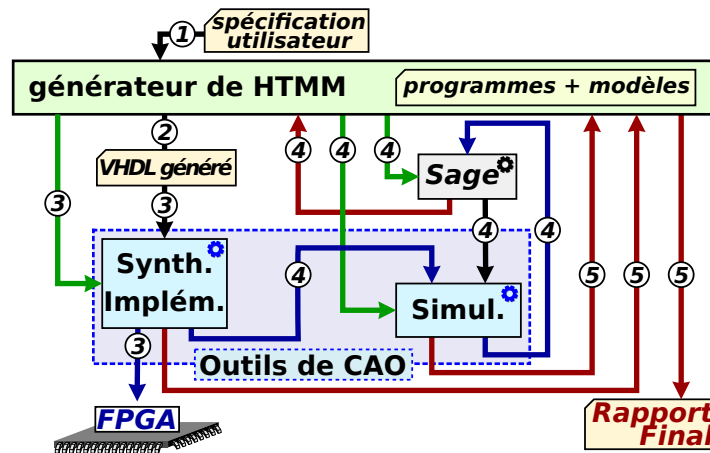 spécification
utilisateur
1
générateur de HTMM
programmes + modèles
2
4
4
4
4
VHDL généré
Sage
3
3
4
4
Synth.
Implém.
4
5
5
5
Simul.
3
Outils de CAO
FPGA
Rapport
Final